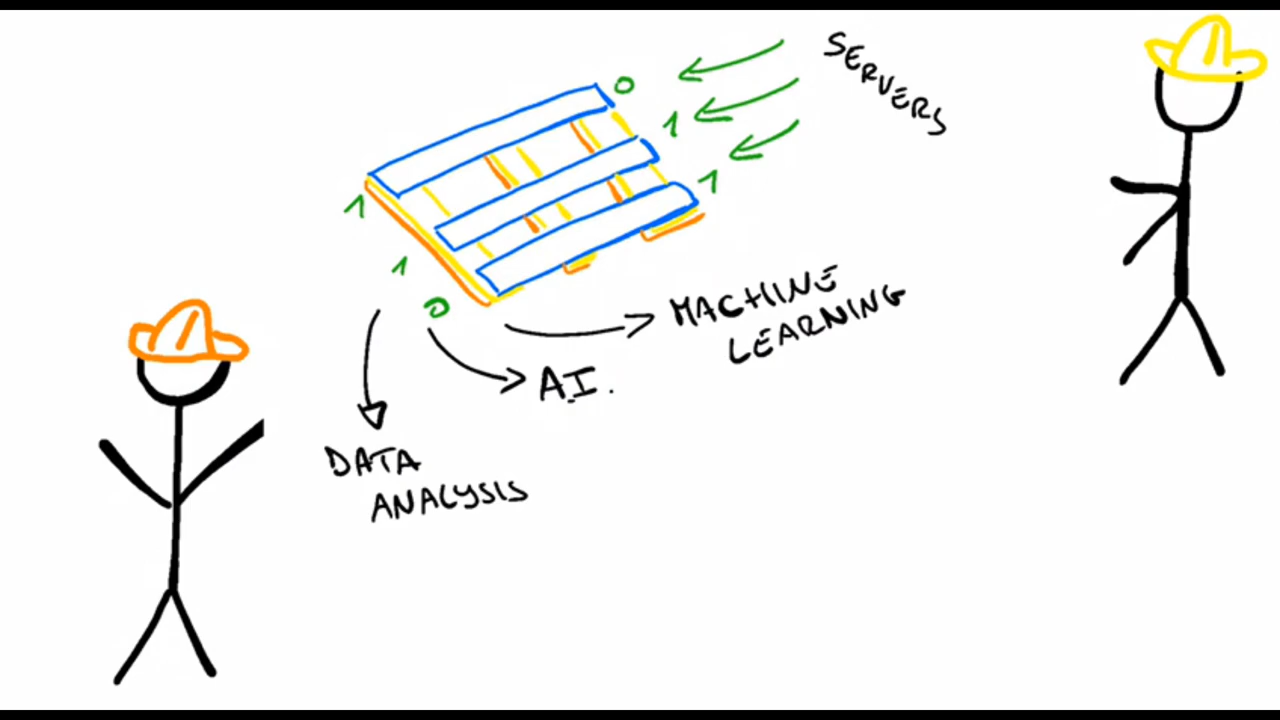 SERVERS
0
1
1
1
1
0
MACHINE
LEARNING
A.I.
DATA
ANALYSIS